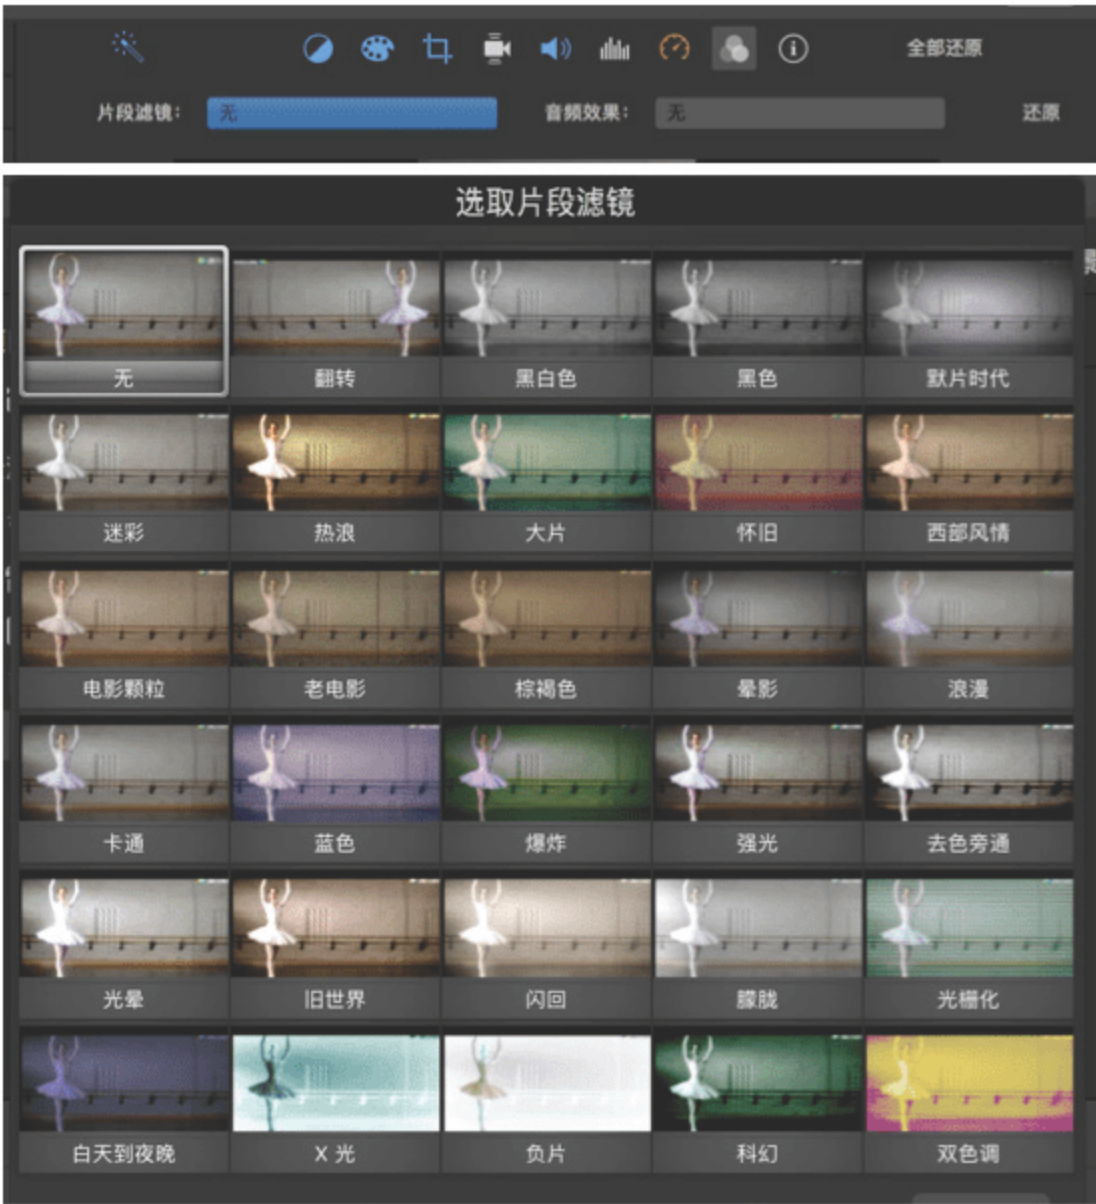 全部还原
片段滤镜： 无 音频效果： 无 还原
选取片段滤镜
无 翻转 黑白色 黑色 默片时代
迷彩 热浪 大片 怀旧 西部风情
电影颗粒 老电影 棕褐色 晕影 浪漫
卡通 蓝色 爆炸 强光 去色旁通
光晕 旧世界 闪回 朦胧 光栅化
白天到夜晚 X 光 负片 科幻 双色调